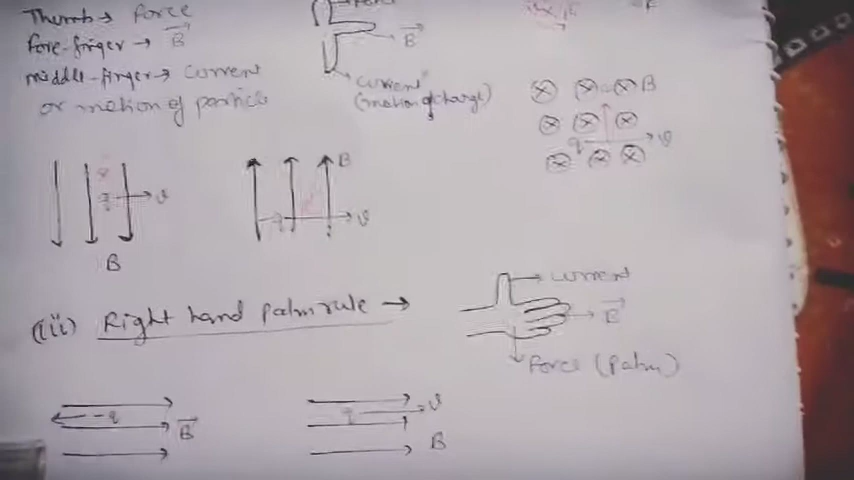 Thumb → Force
Fore-finger → B
middle-finger → current
or motion of particle
B
current
(motion of charge)
B
q v
q v
B
B
q v
(iii) Right hand palm rule →
current
B
Force (Palm)
-q
B
q v
B